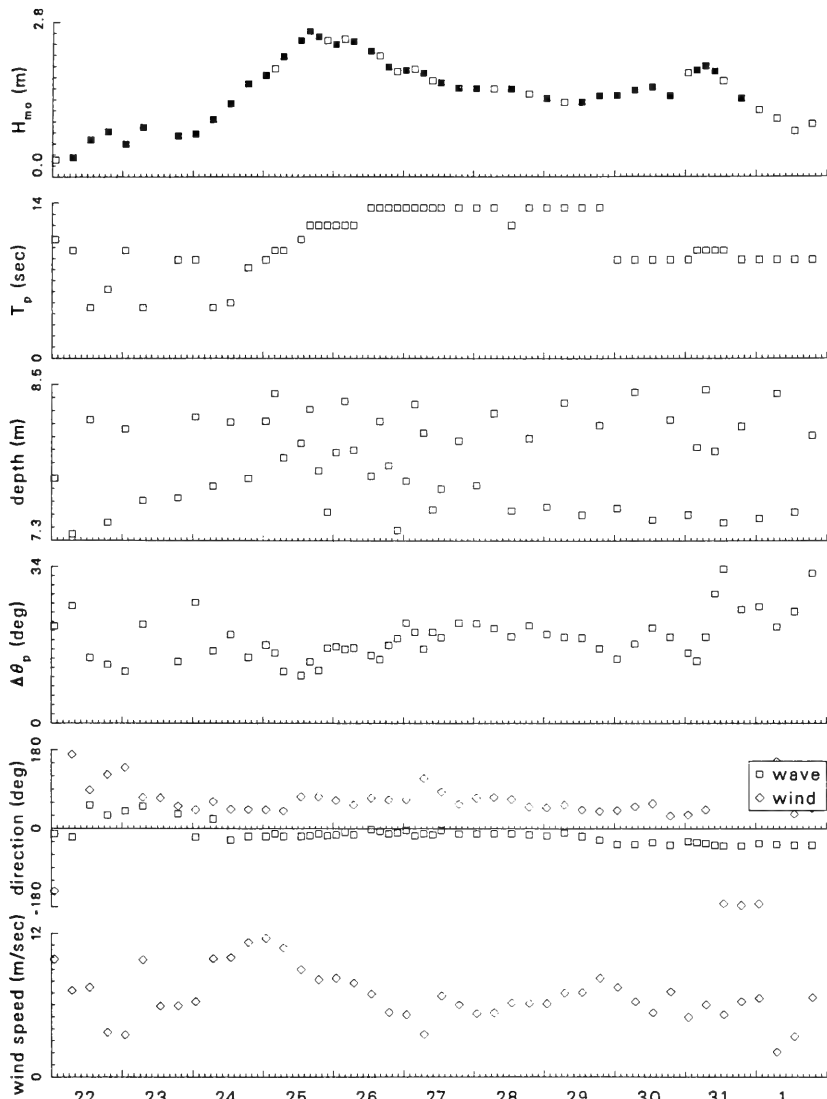 2.8
H_mo (m)
0.0
14
T_p (sec)
0
8.5
depth (m)
7.3
34
Δθ_p (deg)
0
180
direction (deg)
-180
□ wave
◇ wind
12
wind speed (m/sec)
0
22 23 24 25 26 27 28 29 30 31 1